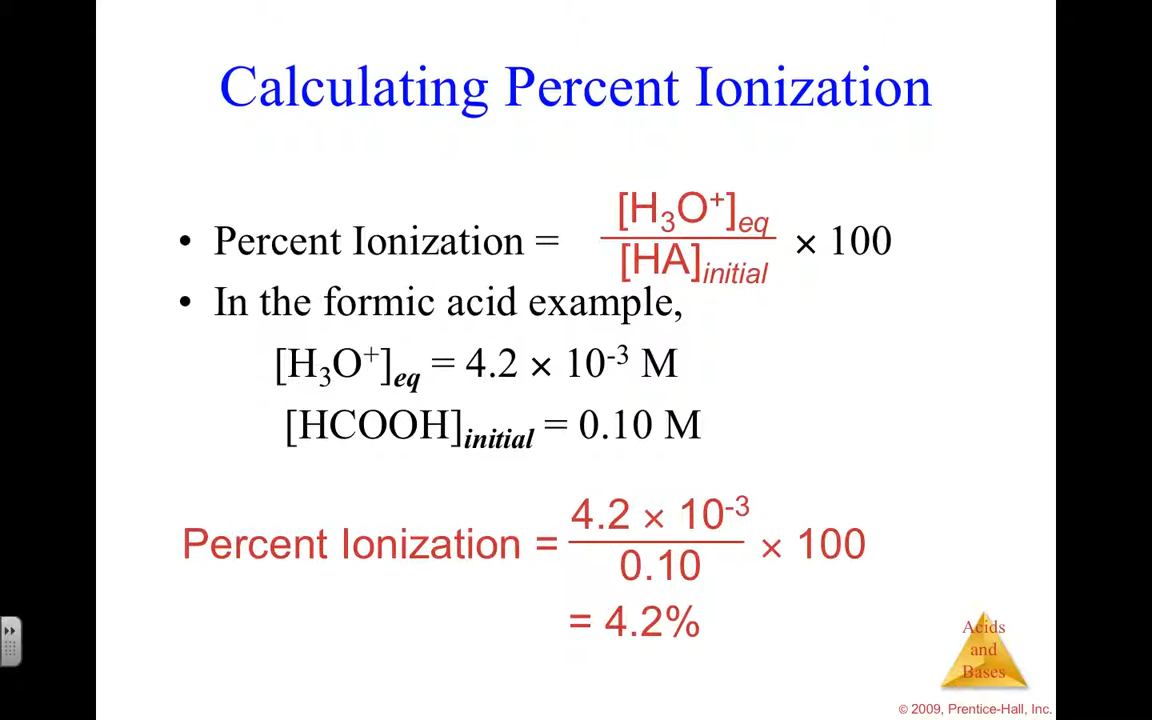 Calculating Percent Ionization
• Percent Ionization = [H₃O⁺]eq / [HA]initial × 100
• In the formic acid example,
[H₃O⁺]eq = 4.2 × 10⁻³ M
[HCOOH]initial = 0.10 M
Percent Ionization = 4.2 × 10⁻³ / 0.10 × 100
= 4.2%
Acids
and
Bases
© 2009, Prentice-Hall, Inc.